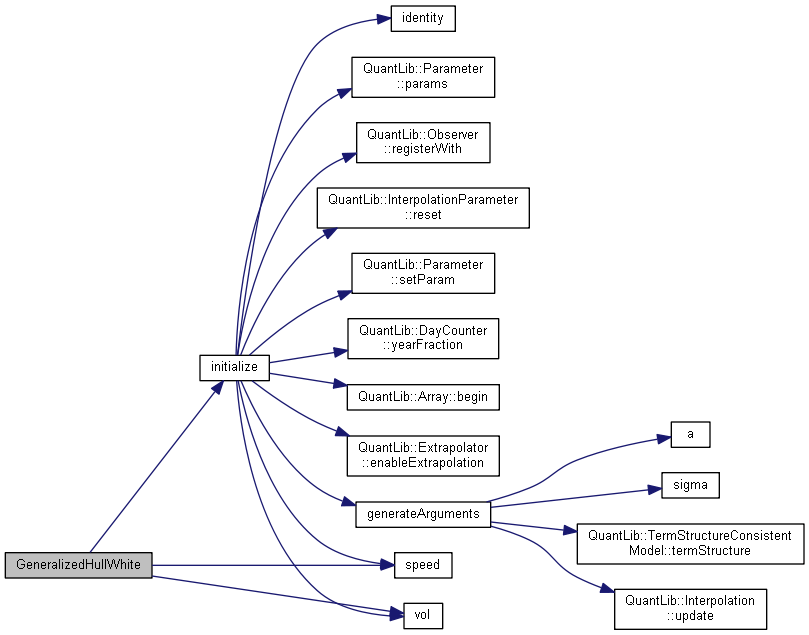 identity
QuantLib::Parameter
::params
QuantLib::Observer
::registerWith
QuantLib::InterpolationParameter
::reset
QuantLib::Parameter
::setParam
QuantLib::DayCounter
::yearFraction
initialize
QuantLib::Array::begin
QuantLib::Extrapolator
::enableExtrapolation
a
sigma
generateArguments
QuantLib::TermStructureConsistent
Model::termStructure
GeneralizedHullWhite
speed
QuantLib::Interpolation
::update
vol